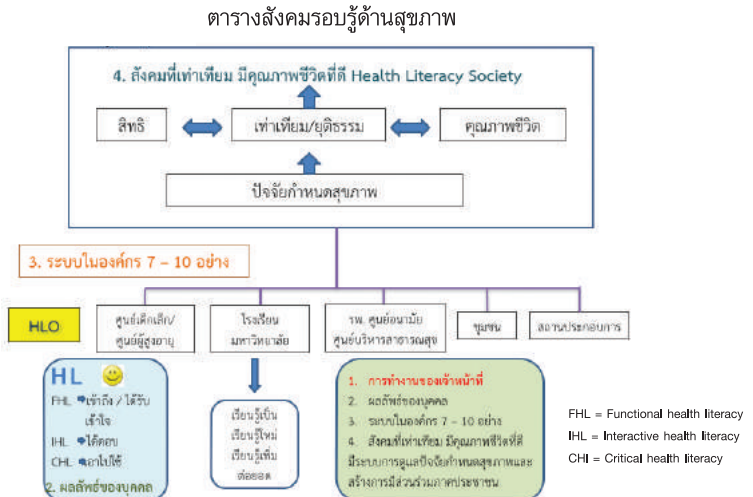 ตารางสังคมรอบรู้ด้านสุขภาพ
4. สังคมที่เท่าเทียม มีคุณภาพชีวิตที่ดี Health Literacy Society
สิทธิ
เท่าเทียม/ยุติธรรม
คุณภาพชีวิต
ปัจจัยกำหนดสุขภาพ
3. ระบบในองค์กร 7 – 10 อย่าง
HLO
ศูนย์เด็กเล็ก/
ศูนย์ผู้สูงอายุ
โรงเรียน
มหาวิทยาลัย
รพ. ศูนย์อนามัย
ศูนย์บริหารสาธารณสุข
ชุมชน
สถานประกอบการ
HL
FHL เข้าถึง / ได้รับ
เข้าใจ
IHL โต้ตอบ
CHL เอาไปใช้
2. ผลลัพธ์ของบุคคล
เรียนรู้เป็น
เรียนรู้ใหม่
เรียนรู้เพิ่ม
ต่อยอด
1. การทำงานของเจ้าหน้าที่
2. ผลลัพธ์ของบุคคล
3. ระบบในองค์กร 7 – 10 อย่าง
4. สังคมที่เท่าเทียม มีคุณภาพชีวิตที่ดี
มีระบบการดูแลปัจจัยกำหนดสุขภาพและ
สร้างการมีส่วนร่วมภาคประชาชน
FHL = Functional health literacy
IHL = Interactive health literacy
CHI = Critical health literacy